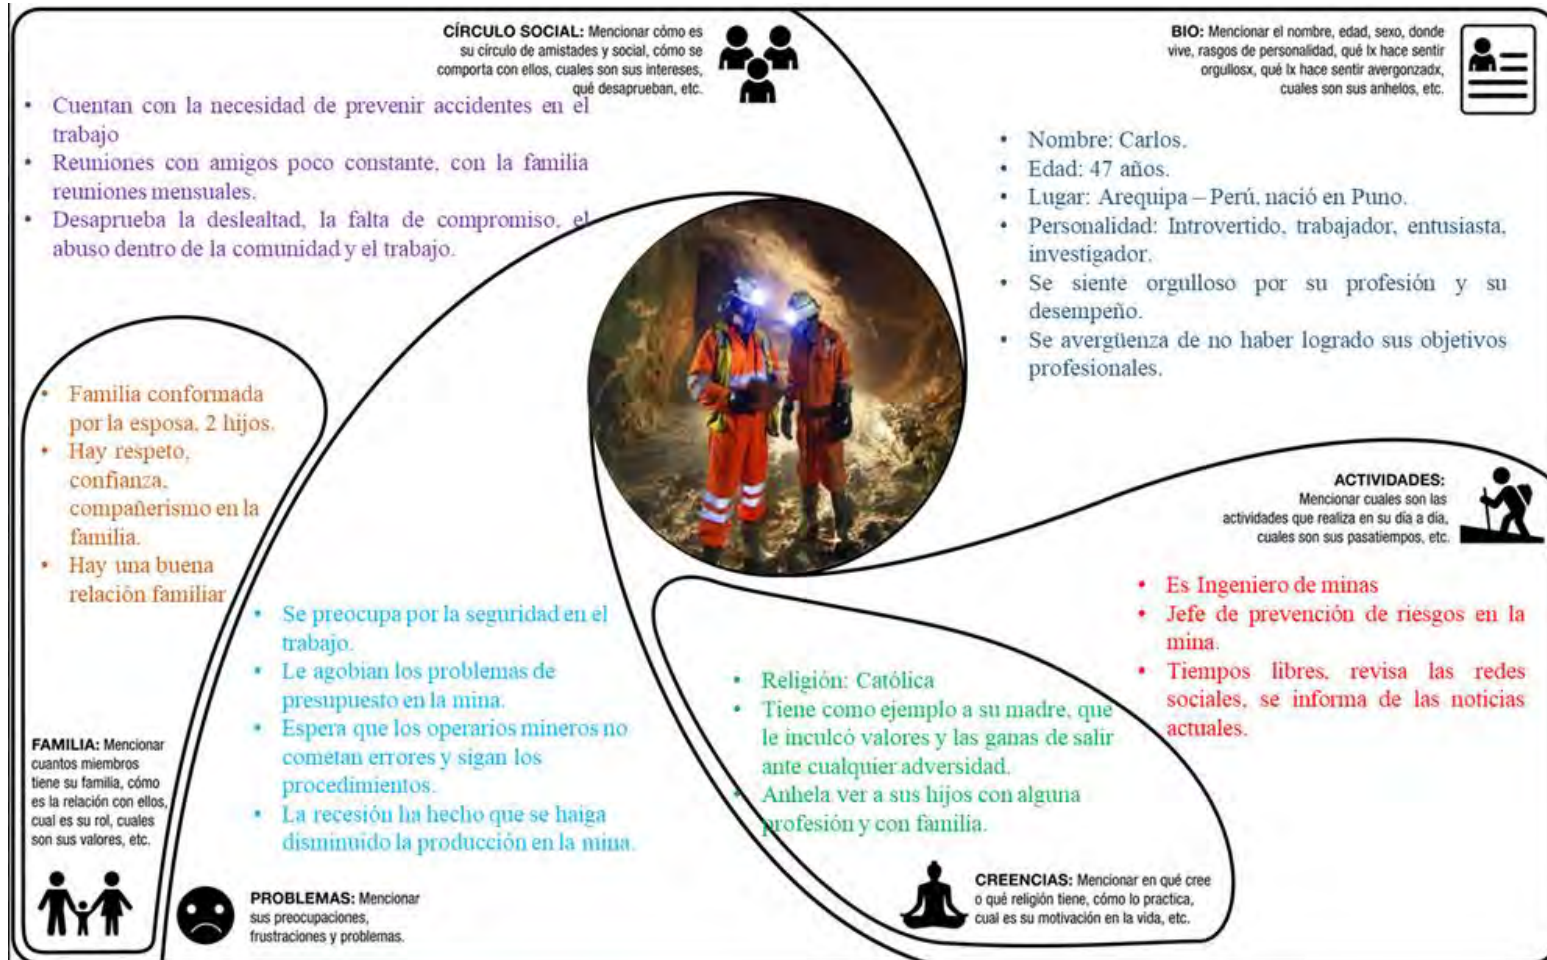 CÍRCULO SOCIAL: Mencionar cómo es
su círculo de amistades y social, cómo se
comporta con ellos, cuales son sus intereses,
qué desaprueban, etc.
• Cuentan con la necesidad de prevenir accidentes en el
trabajo
• Reuniones con amigos poco constante, con la familia
reuniones mensuales.
• Desaprueba la deslealtad, la falta de compromiso, el
abuso dentro de la comunidad y el trabajo.
BIO: Mencionar el nombre, edad, sexo, donde
vive, rasgos de personalidad, qué lx hace sentir
orgullosx, qué lx hace sentir avergonzadx,
cuales son sus anhelos, etc.
• Nombre: Carlos.
• Edad: 47 años.
• Lugar: Arequipa – Perú, nació en Puno.
• Personalidad: Introvertido, trabajador, entusiasta,
investigador.
• Se siente orgulloso por su profesión y su
desempeño.
• Se avergüenza de no haber logrado sus objetivos
profesionales.
• Familia conformada
por la esposa, 2 hijos.
• Hay respeto,
confianza,
compañerismo en la
familia.
• Hay una buena
relación familiar
FAMILIA: Mencionar
cuantos miembros
tiene su familia, cómo
es la relación con ellos,
cual es su rol, cuales
son sus valores, etc.
• Se preocupa por la seguridad en el
trabajo.
• Le agobian los problemas de
presupuesto en la mina.
• Espera que los operarios mineros no
cometan errores y sigan los
procedimientos.
• La recesión ha hecho que se haiga
disminuido la producción en la mina.
PROBLEMAS: Mencionar
sus preocupaciones,
frustraciones y problemas.
• Religión: Católica
• Tiene como ejemplo a su madre, que
le inculcó valores y las ganas de salir
ante cualquier adversidad.
• Anhela ver a sus hijos con alguna
profesión y con familia.
CREENCIAS: Mencionar en qué cree
o qué religión tiene, cómo lo practica,
cual es su motivación en la vida, etc.
ACTIVIDADES:
Mencionar cuales son las
actividades que realiza en su día a día,
cuales son sus pasatiempos, etc.
• Es Ingeniero de minas
• Jefe de prevención de riesgos en la
mina.
• Tiempos libres, revisa las redes
sociales, se informa de las noticias
actuales.